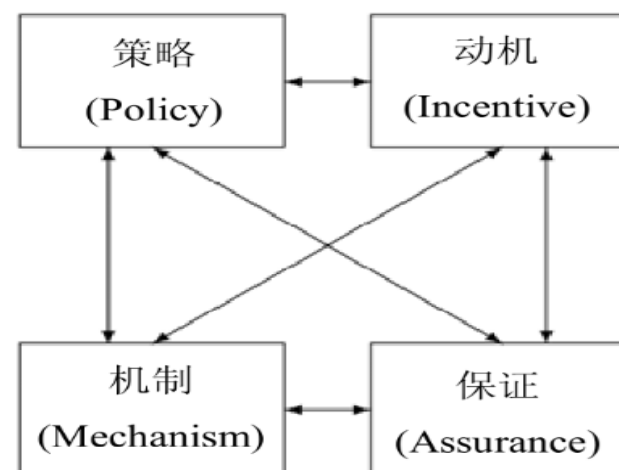 策略
(Policy)
动机
(Incentive)
机制
(Mechanism)
保证
(Assurance)